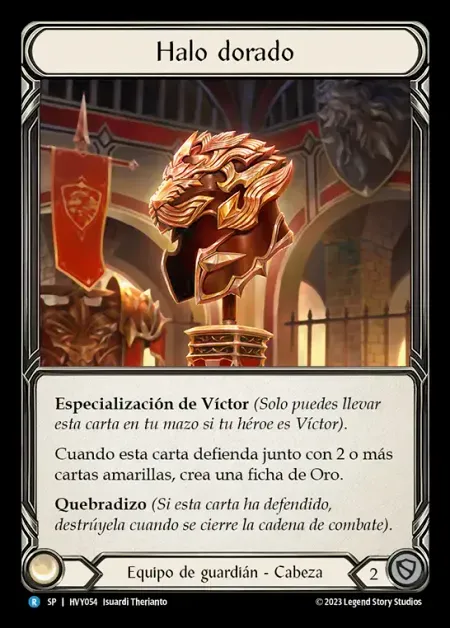 Halo dorado
Especialización de Víctor (Solo puedes llevar
esta carta en tu mazo si tu héroe es Víctor).
Cuando esta carta defienda junto con 2 o más
cartas amarillas, crea una ficha de Oro.
Quebradizo (Si esta carta ha defendido,
destrúyela cuando se cierre la cadena de combate).
Equipo de guardián - Cabeza
2
R SP | HVY054 Isuardi Therianto
© 2023 Legend Story Studios